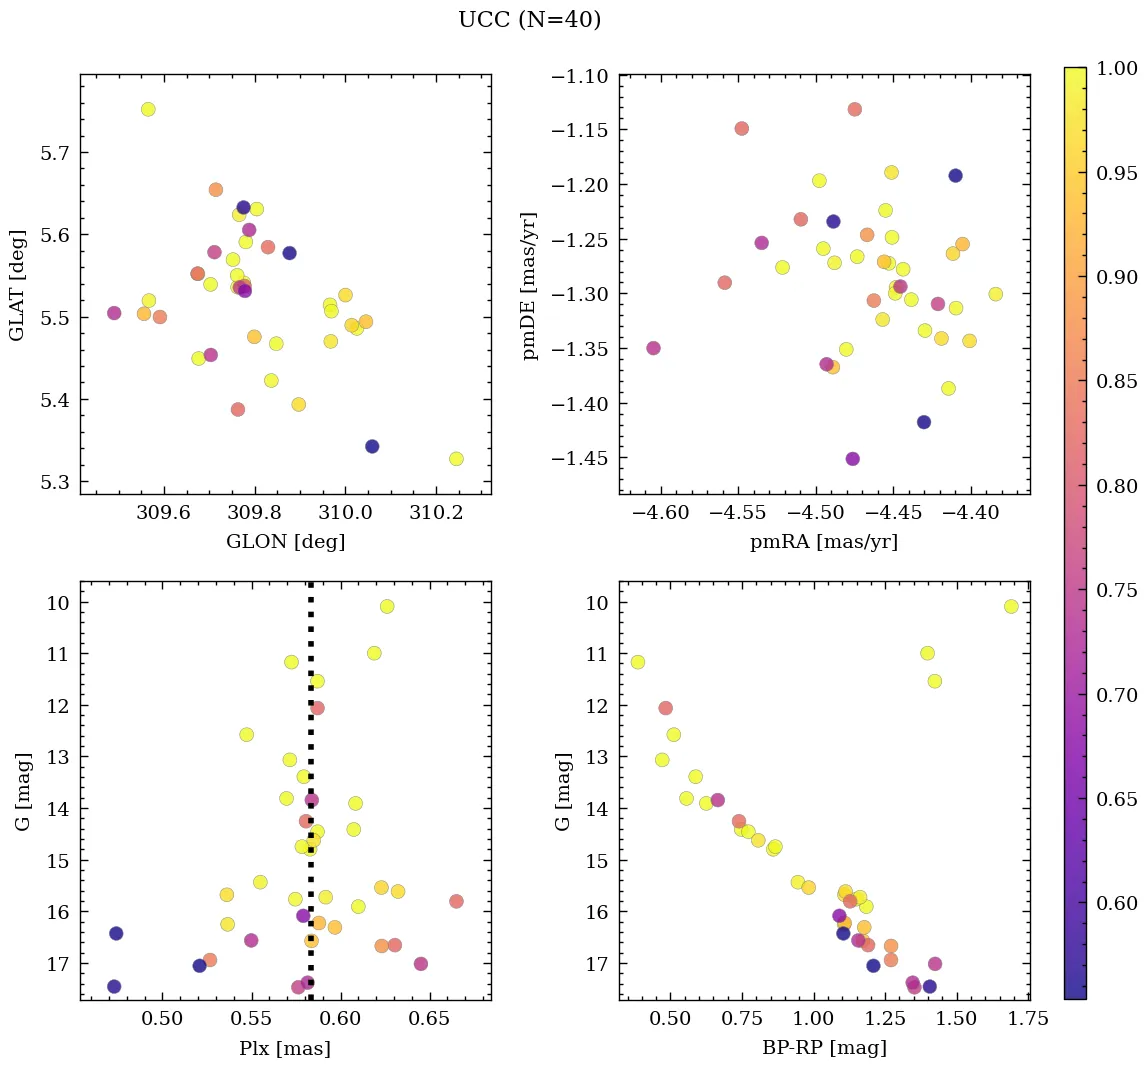 UCC (N=40)
5.7
5.6
5.5
5.4
5.3
GLAT [deg]
309.6 309.8 310.0 310.2
GLON [deg]
−1.10
−1.15
−1.20
−1.25
−1.30
−1.35
−1.40
−1.45
pmDE [mas/yr]
−4.60 −4.55 −4.50 −4.45 −4.40
pmRA [mas/yr]
10
11
12
13
14
15
16
17
G [mag]
0.50 0.55 0.60 0.65
Plx [mas]
10
11
12
13
14
15
16
17
G [mag]
0.50 0.75 1.00 1.25 1.50 1.75
BP-RP [mag]
1.00
0.95
0.90
0.85
0.80
0.75
0.70
0.65
0.60